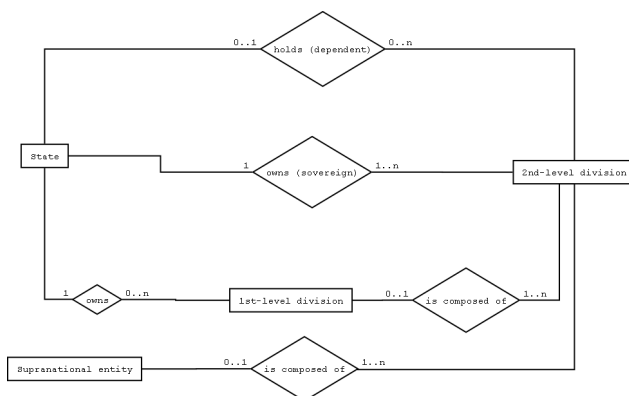 0..1
holds (dependent)
0..n
State
1
owns (sovereign)
1..n
2nd-level division
1
owns
0..n
1st-level division
0..1
is composed of
1..n
Supranational entity
0..1
is composed of
1..n